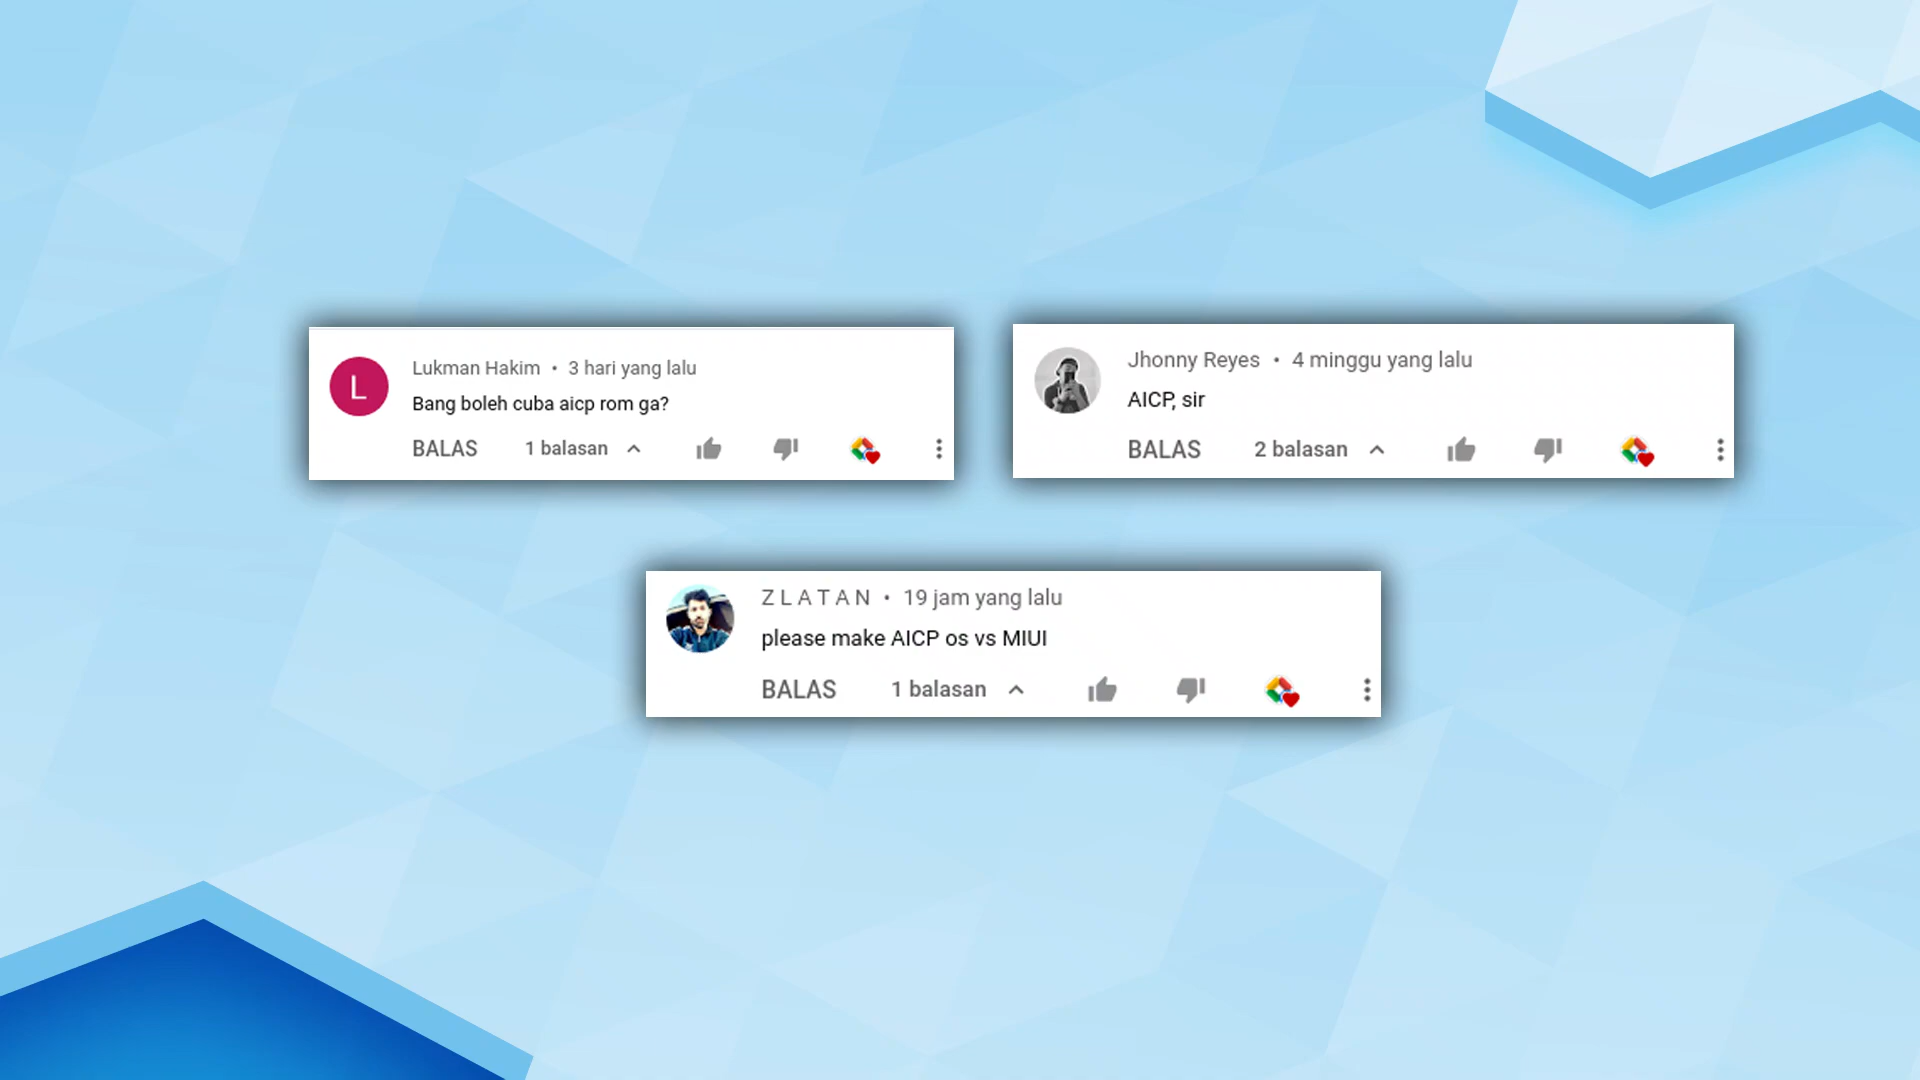 L
Lukman Hakim • 3 hari yang lalu
Bang boleh cuba aicp rom ga?
BALAS 1 balasan
Jhonny Reyes • 4 minggu yang lalu
AICP, sir
BALAS 2 balasan
Z L A T A N • 19 jam yang lalu
please make AICP os vs MIUI
BALAS 1 balasan